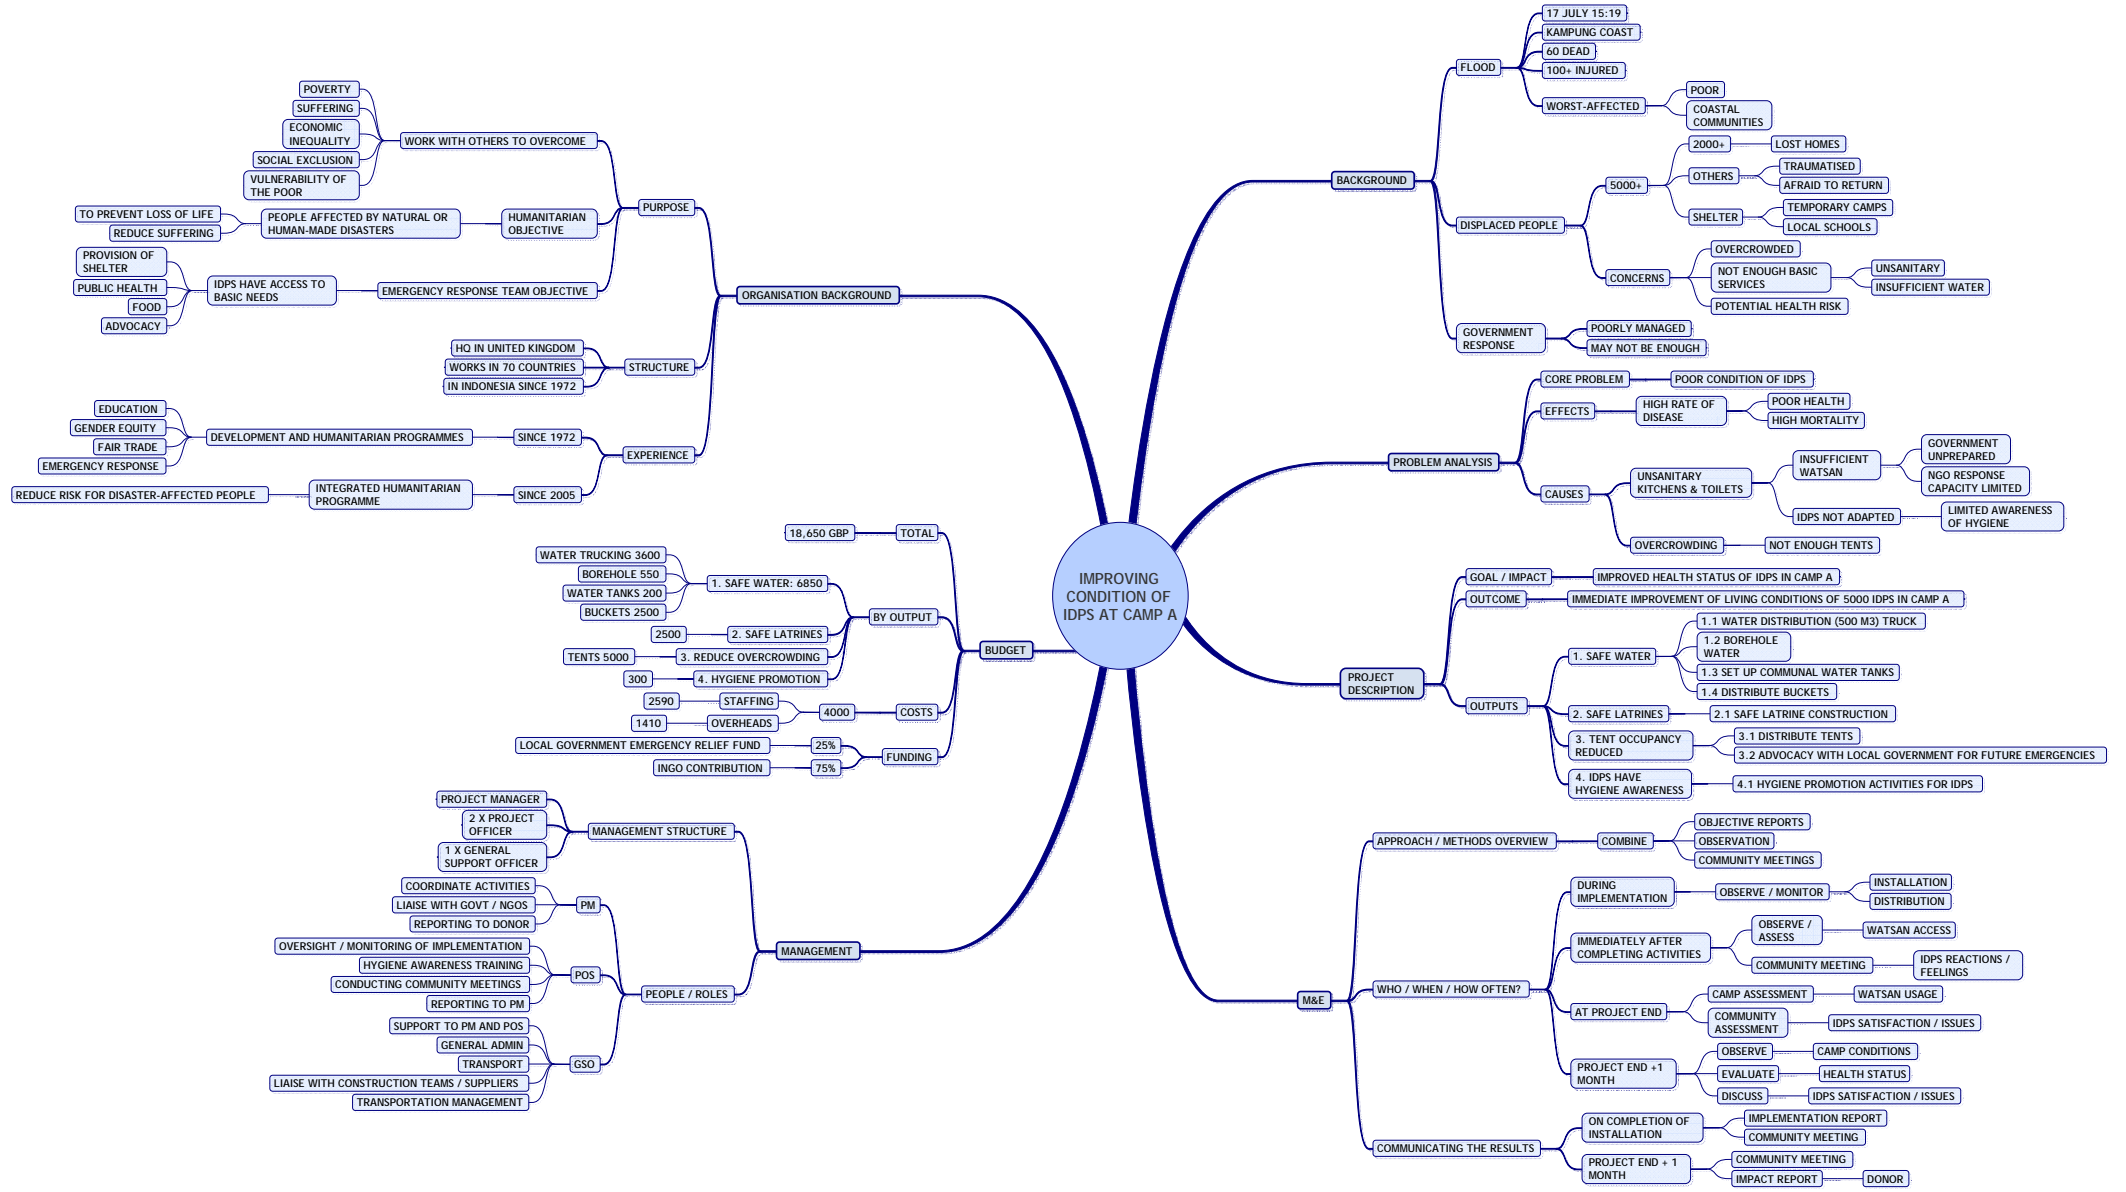 IMPROVING
CONDITION OF
IDPS AT CAMP A
BACKGROUND
FLOOD
17 JULY 15:19
KAMPUNG COAST
60 DEAD
100+ INJURED
WORST-AFFECTED
POOR
COASTAL
COMMUNITIES
DISPLACED PEOPLE
5000+
2000+
LOST HOMES
OTHERS
TRAUMATISED
AFRAID TO RETURN
SHELTER
TEMPORARY CAMPS
LOCAL SCHOOLS
CONCERNS
OVERCROWDED
NOT ENOUGH BASIC
SERVICES
UNSANITARY
INSUFFICIENT WATER
POTENTIAL HEALTH RISK
GOVERNMENT
RESPONSE
POORLY MANAGED
MAY NOT BE ENOUGH
PROBLEM ANALYSIS
CORE PROBLEM
POOR CONDITION OF IDPS
EFFECTS
HIGH RATE OF
DISEASE
POOR HEALTH
HIGH MORTALITY
CAUSES
UNSANITARY
KITCHENS & TOILETS
INSUFFICIENT
WATSAN
GOVERNMENT
UNPREPARED
NGO RESPONSE
CAPACITY LIMITED
IDPS NOT ADAPTED
LIMITED AWARENESS
OF HYGIENE
OVERCROWDING
NOT ENOUGH TENTS
PROJECT
DESCRIPTION
GOAL / IMPACT
IMPROVED HEALTH STATUS OF IDPS IN CAMP A
OUTCOME
IMMEDIATE IMPROVEMENT OF LIVING CONDITIONS OF 5000 IDPS IN CAMP A
OUTPUTS
1. SAFE WATER
1.1 WATER DISTRIBUTION (500 M3) TRUCK
1.2 BOREHOLE
WATER
1.3 SET UP COMMUNAL WATER TANKS
1.4 DISTRIBUTE BUCKETS
2. SAFE LATRINES
2.1 SAFE LATRINE CONSTRUCTION
3. TENT OCCUPANCY
REDUCED
3.1 DISTRIBUTE TENTS
3.2 ADVOCACY WITH LOCAL GOVERNMENT FOR FUTURE EMERGENCIES
4. IDPS HAVE
HYGIENE AWARENESS
4.1 HYGIENE PROMOTION ACTIVITIES FOR IDPS
M&E
APPROACH / METHODS OVERVIEW
COMBINE
OBJECTIVE REPORTS
OBSERVATION
COMMUNITY MEETINGS
WHO / WHEN / HOW OFTEN?
DURING
IMPLEMENTATION
OBSERVE / MONITOR
INSTALLATION
DISTRIBUTION
IMMEDIATELY AFTER
COMPLETING ACTIVITIES
OBSERVE /
ASSESS
WATSAN ACCESS
COMMUNITY MEETING
IDPS REACTIONS /
FEELINGS
AT PROJECT END
CAMP ASSESSMENT
WATSAN USAGE
COMMUNITY
ASSESSMENT
IDPS SATISFACTION / ISSUES
PROJECT END +1
MONTH
OBSERVE
CAMP CONDITIONS
EVALUATE
HEALTH STATUS
DISCUSS
IDPS SATISFACTION / ISSUES
COMMUNICATING THE RESULTS
ON COMPLETION OF
INSTALLATION
IMPLEMENTATION REPORT
COMMUNITY MEETING
PROJECT END + 1
MONTH
COMMUNITY MEETING
IMPACT REPORT
DONOR
ORGANISATION BACKGROUND
PURPOSE
WORK WITH OTHERS TO OVERCOME
POVERTY
SUFFERING
ECONOMIC
INEQUALITY
SOCIAL EXCLUSION
VULNERABILITY OF
THE POOR
HUMANITARIAN
OBJECTIVE
PEOPLE AFFECTED BY NATURAL OR
HUMAN-MADE DISASTERS
TO PREVENT LOSS OF LIFE
REDUCE SUFFERING
EMERGENCY RESPONSE TEAM OBJECTIVE
IDPS HAVE ACCESS TO
BASIC NEEDS
PROVISION OF
SHELTER
PUBLIC HEALTH
FOOD
ADVOCACY
STRUCTURE
HQ IN UNITED KINGDOM
WORKS IN 70 COUNTRIES
IN INDONESIA SINCE 1972
EXPERIENCE
SINCE 1972
DEVELOPMENT AND HUMANITARIAN PROGRAMMES
EDUCATION
GENDER EQUITY
FAIR TRADE
EMERGENCY RESPONSE
SINCE 2005
INTEGRATED HUMANITARIAN
PROGRAMME
REDUCE RISK FOR DISASTER-AFFECTED PEOPLE
BUDGET
TOTAL
18,650 GBP
BY OUTPUT
1. SAFE WATER: 6850
WATER TRUCKING 3600
BOREHOLE 550
WATER TANKS 200
BUCKETS 2500
2. SAFE LATRINES
2500
3. REDUCE OVERCROWDING
TENTS 5000
4. HYGIENE PROMOTION
300
COSTS
4000
STAFFING
2590
OVERHEADS
1410
FUNDING
25%
LOCAL GOVERNMENT EMERGENCY RELIEF FUND
75%
INGO CONTRIBUTION
MANAGEMENT
MANAGEMENT STRUCTURE
PROJECT MANAGER
2 X PROJECT
OFFICER
1 X GENERAL
SUPPORT OFFICER
PEOPLE / ROLES
PM
COORDINATE ACTIVITIES
LIAISE WITH GOVT / NGOS
REPORTING TO DONOR
POS
OVERSIGHT / MONITORING OF IMPLEMENTATION
HYGIENE AWARENESS TRAINING
CONDUCTING COMMUNITY MEETINGS
REPORTING TO PM
GSO
SUPPORT TO PM AND POS
GENERAL ADMIN
TRANSPORT
LIAISE WITH CONSTRUCTION TEAMS / SUPPLIERS
TRANSPORTATION MANAGEMENT